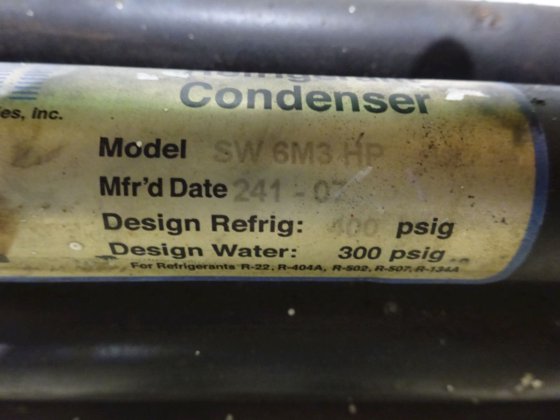 Condenser
es, Inc.
Model SW 6M3 HP
Mfr'd Date 241 - 07
Design Refrig: 400 psig
Design Water: 300 psig
For Refrigerants R-22, R-404A, R-502, R-507, R-134A